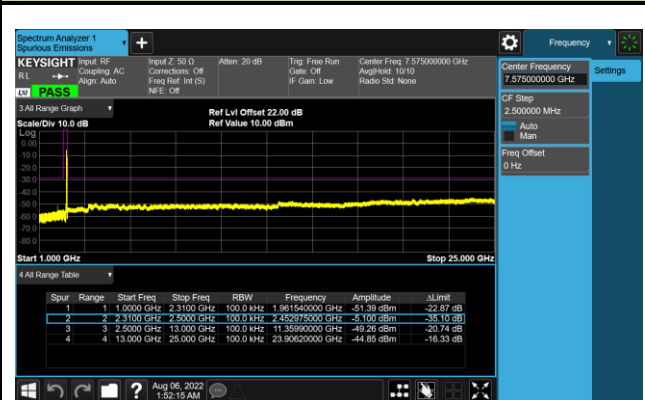 Spectrum Analyzer 1
Spurious Emissions
Frequency
KEYSIGHT
RL
Align: Auto
Input: RF
Coupling: AC
Input Z: 50 Ω
Corrections: Off
Freq Ref: Int (S)
NFE: Off
Atten: 20 dB
Trig: Free Run
Gate: Off
IF Gain: Low
Center Freq: 7.575000000 GHz
Avg|Hold: 10/10
Radio Std: None
LXI PASS
Center Frequency
7.575000000 GHz
Settings
CF Step
2.500000 MHz
Auto
Man
Freq Offset
0 Hz
3 All Range Graph
Scale/Div 10.0 dB
Ref Lvl Offset 22.00 dB
Ref Value 10.00 dBm
Log
0.00
-10.0
-20.0
-30.0
-40.0
-50.0
-60.0
-70.0
-80.0
Start 1.000 GHz Stop 25.000 GHz
4 All Range Table
Spur Range Start Freq Stop Freq RBW Frequency Amplitude ΔLimit
1 1 1.0000 GHz 2.3100 GHz 100.0 kHz 1.961540000 GHz -51.39 dBm -22.87 dB
2 2 2.3100 GHz 2.5000 GHz 100.0 kHz 2.452975000 GHz -5.100 dBm -35.10 dB
3 3 2.5000 GHz 13.000 GHz 100.0 kHz 11.35990000 GHz -49.26 dBm -20.74 dB
4 4 13.000 GHz 25.000 GHz 100.0 kHz 23.90620000 GHz -44.85 dBm -16.33 dB
?
Aug 06, 2022
1:52:15 AM